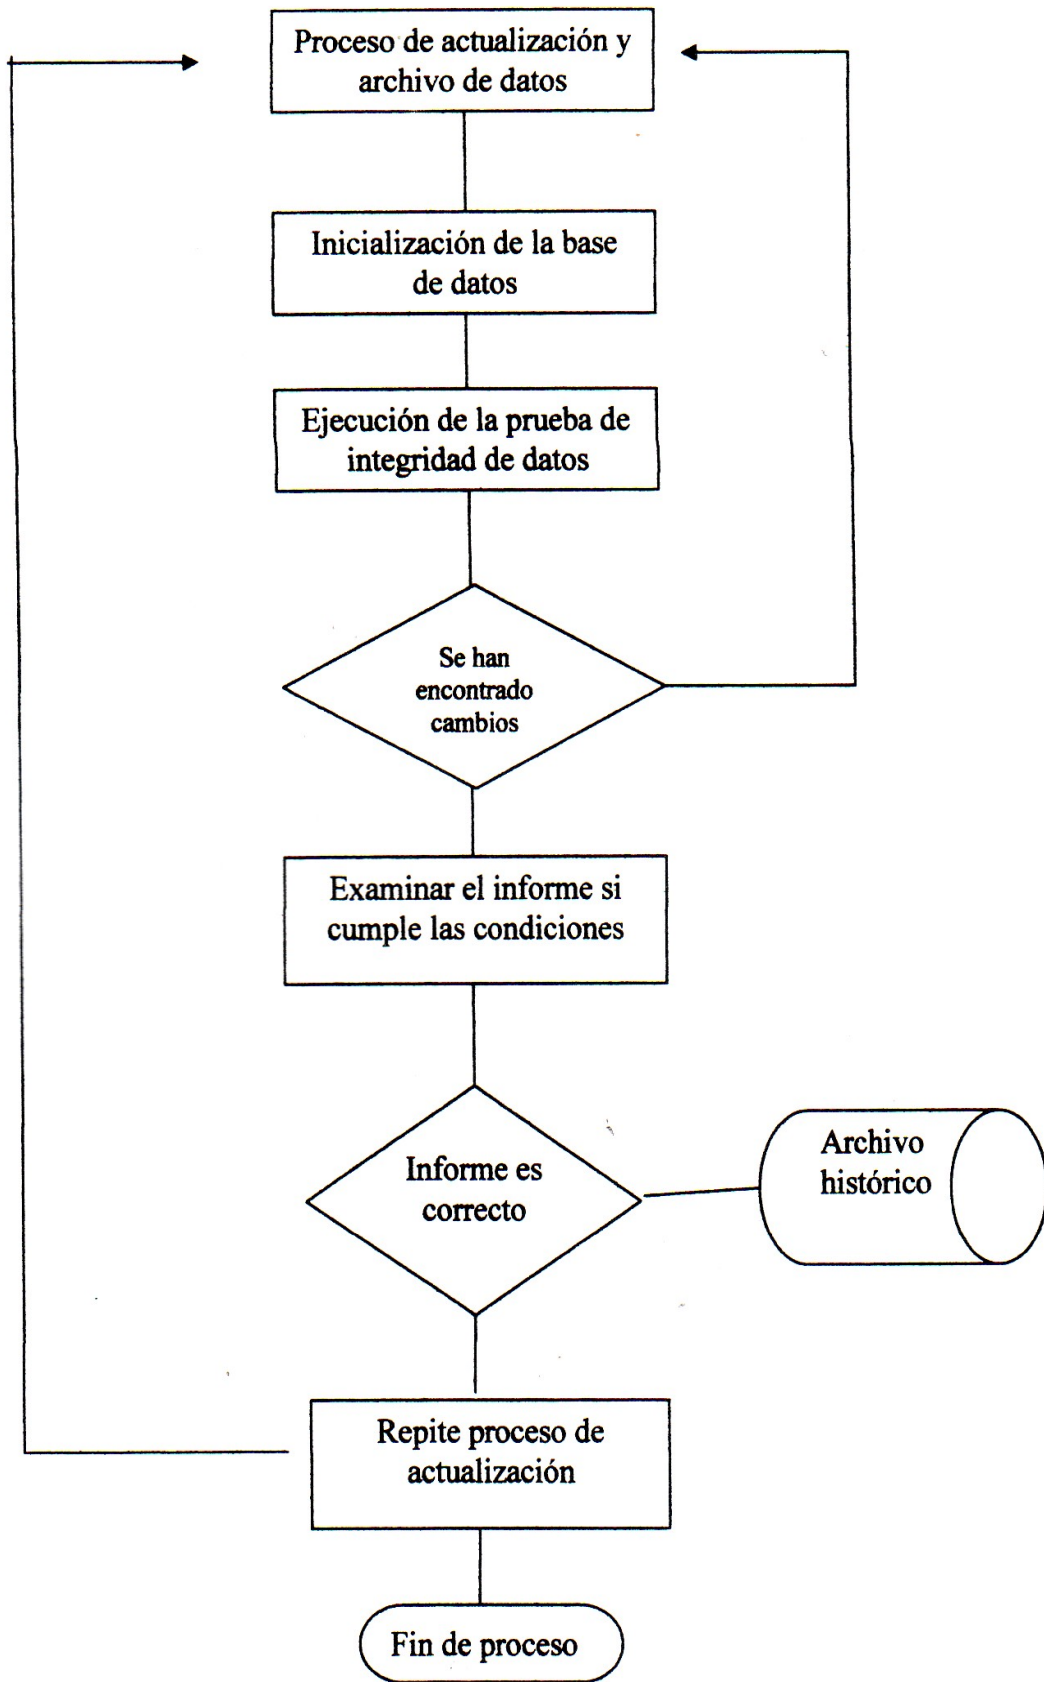 Proceso de actualización y
archivo de datos
Inicialización de la base
de datos
Ejecución de la prueba de
integridad de datos
Se han
encontrado
cambios
Examinar el informe si
cumple las condiciones
Informe es
correcto
Archivo
histórico
Repite proceso de
actualización
Fin de proceso